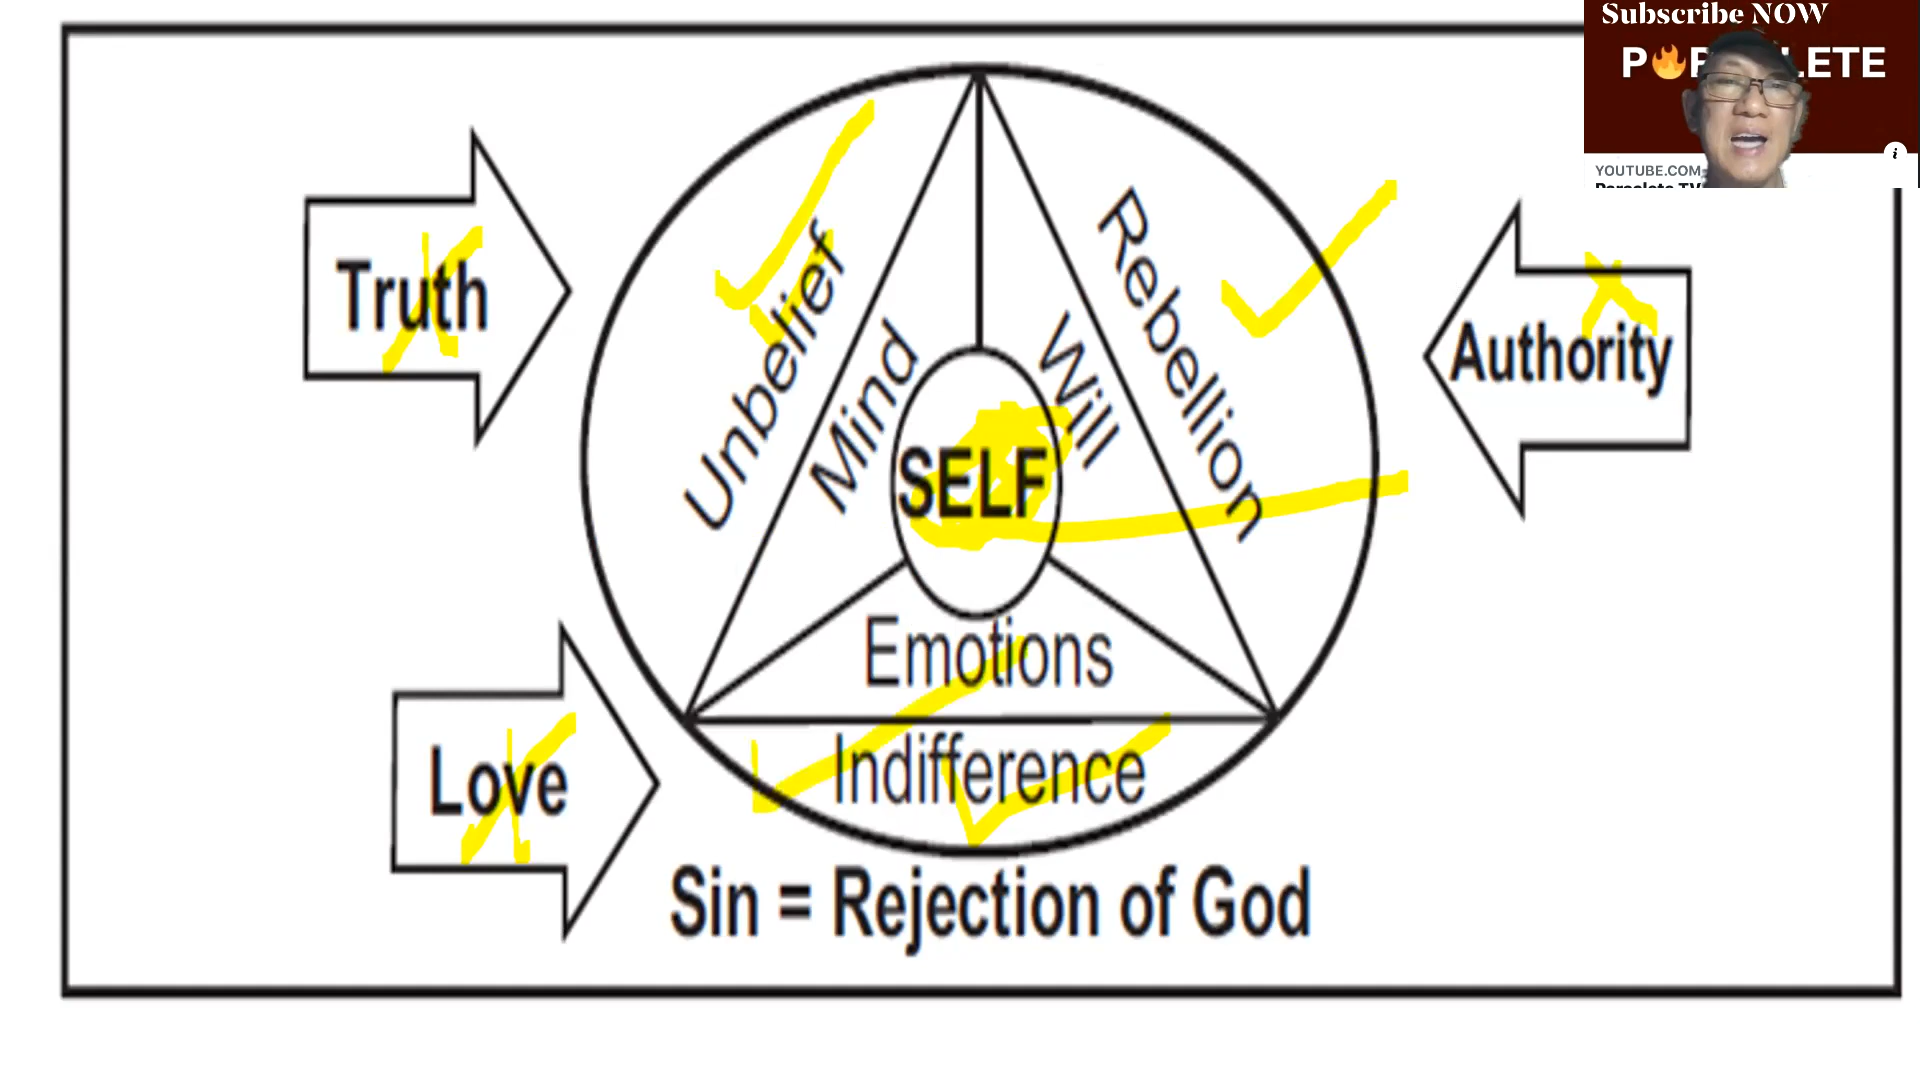 Subscribe NOW
YOUTUBE.COM
Truth
Unbelief
Mind
SELF
Will
Rebellion
Authority
Emotions
Love
Indifference
Sin = Rejection of God